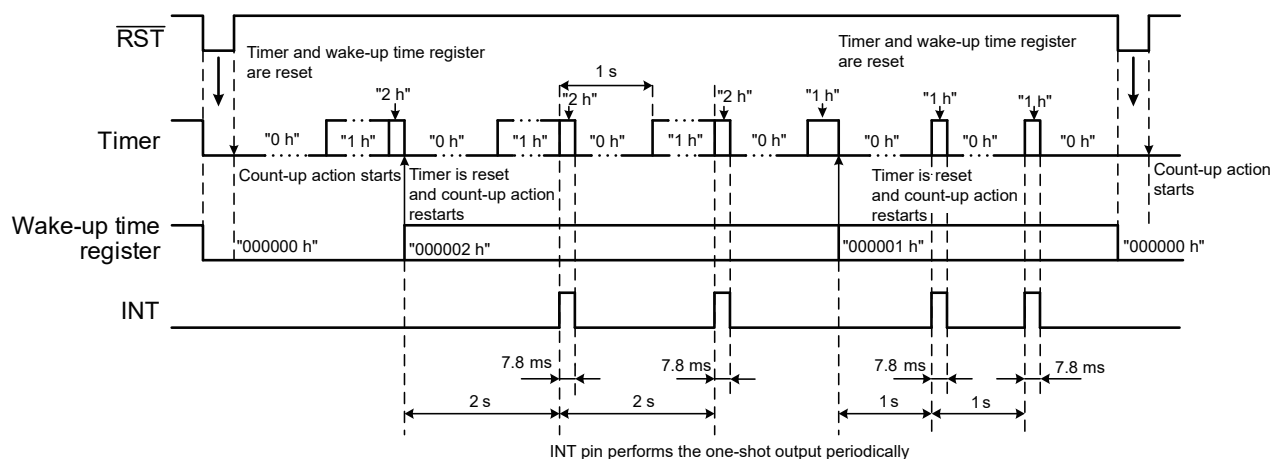 RST
Timer and wake-up time register
are reset
Timer and wake-up time register
are reset
1 s
"2 h"
"2 h"
"2 h"
"1 h"
"1 h"
"1 h"
Timer
"0 h"
"1 h"
"0 h"
"1 h"
"0 h"
"1 h"
"0 h"
"0 h"
"0 h"
"0 h"
Count-up action starts
Timer is reset
and count-up action
restarts
Timer is reset
and count-up action
restarts
Count-up action
starts
Wake-up time
register
"000000 h"
"000002 h"
"000001 h"
"000000 h"
INT
7.8 ms
7.8 ms
7.8 ms
7.8 ms
2 s
2 s
1 s
1 s
INT pin performs the one-shot output periodically